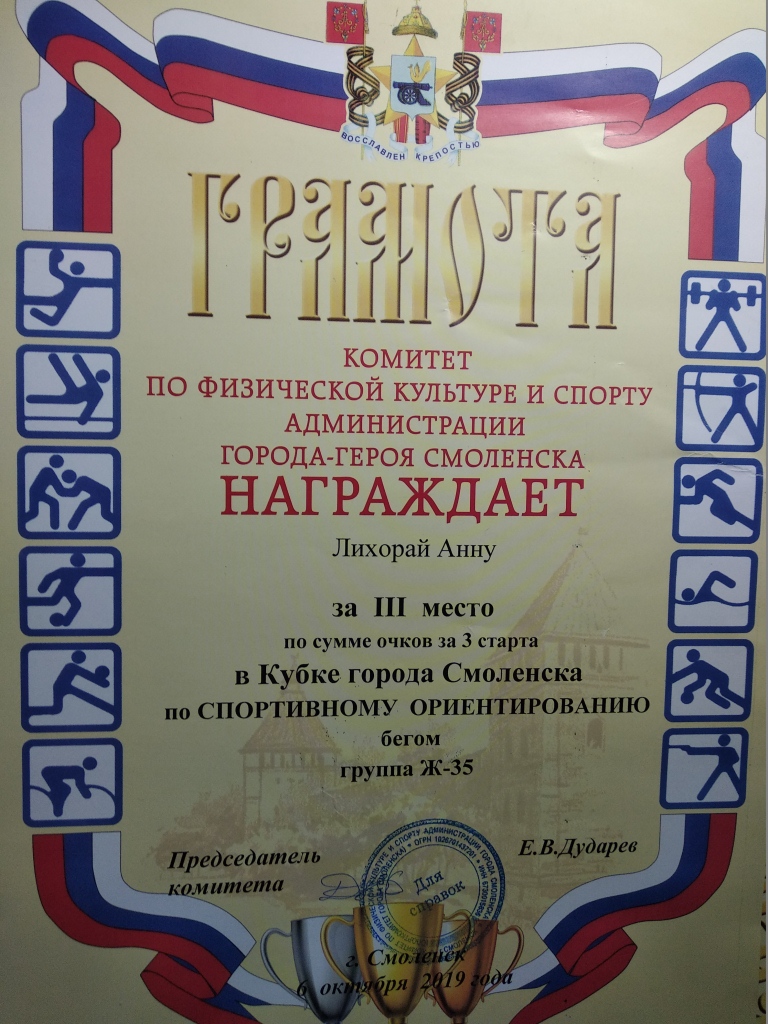 ВОССЛАВЛЕН КРЕПОСТЬЮ
ГРАМОТА
КОМИТЕТ
ПО ФИЗИЧЕСКОЙ КУЛЬТУРЕ И СПОРТУ
АДМИНИСТРАЦИИ
ГОРОДА-ГЕРОЯ СМОЛЕНСКА
НАГРАЖДАЕТ
Лихорай Анну
за III место
по сумме очков за 3 старта
в Кубке города Смоленска
по СПОРТИВНОМУ ОРИЕНТИРОВАНИЮ
бегом
группа Ж-35
Председатель
комитета
Е.В.Дударев
Для
справок
г. Смоленск
6 октября 2019 года